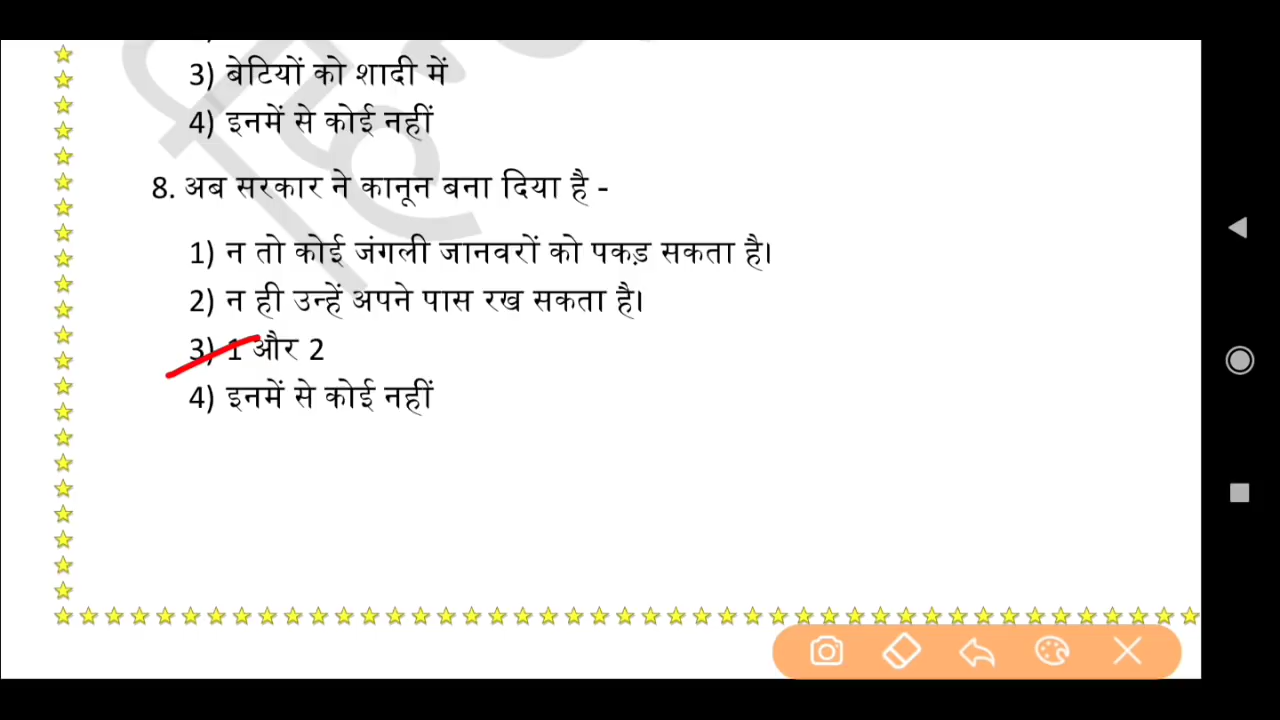 3) बेटियों को शादी में
4) इनमें से कोई नहीं
8. अब सरकार ने कानून बना दिया है -
1) न तो कोई जंगली जानवरों को पकड़ सकता है।
2) न ही उन्हें अपने पास रख सकता है।
3) 1 और 2
4) इनमें से कोई नहीं